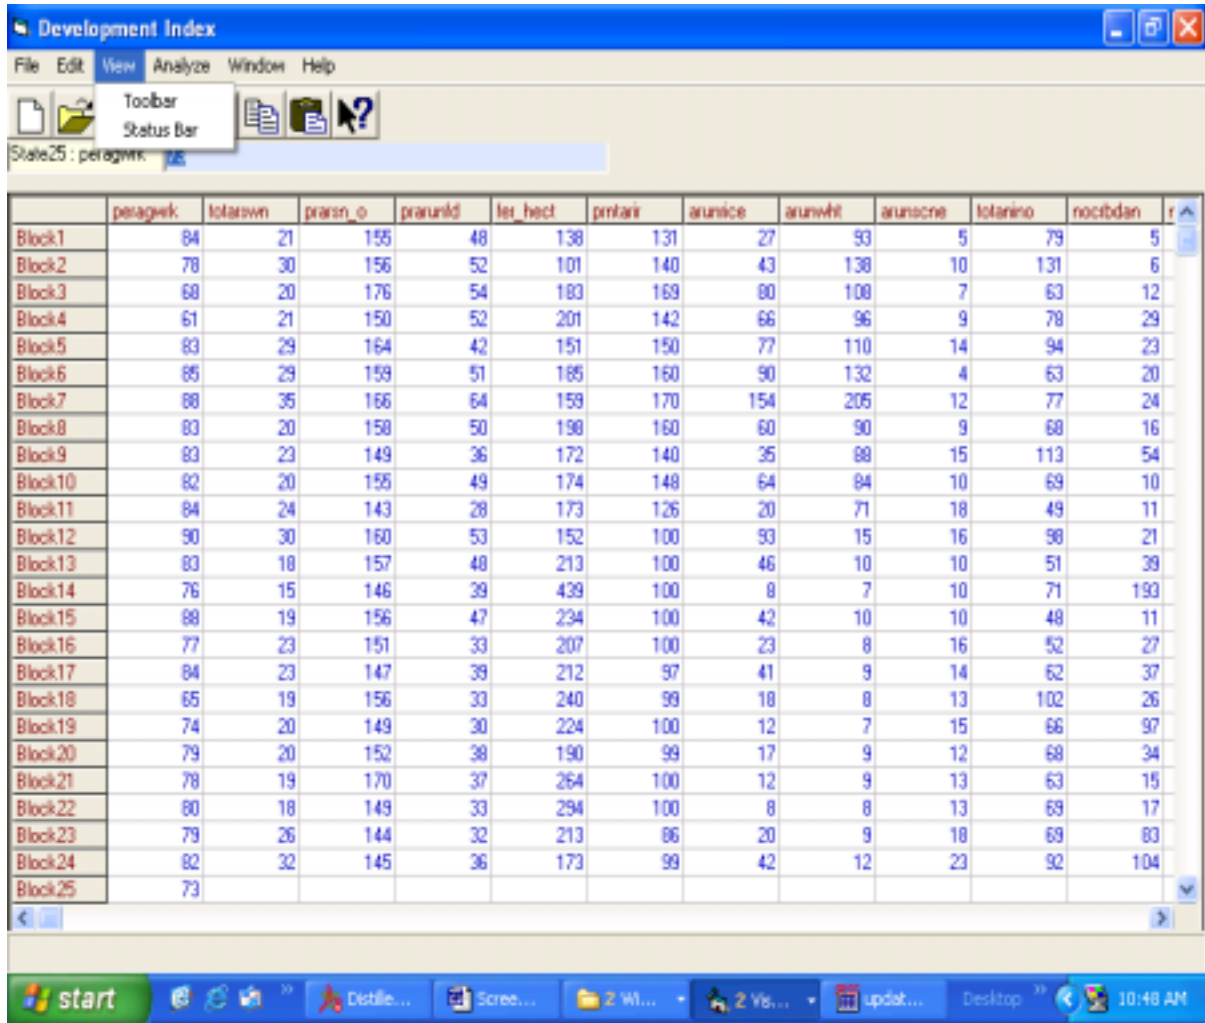 Development Index
File Edit View Analyze Window Help
Toolbar
Status Bar
State25 : peragwrk 73
peragwrk totarswn prarsn_o prarunfd fer_hect prntarir arunrice arunwht arunscne totanino nocrbdan
Block1 84 21 155 48 138 131 27 93 5 79 5
Block2 78 30 156 52 101 140 43 138 10 131 6
Block3 68 20 176 54 183 169 80 108 7 63 12
Block4 61 21 150 52 201 142 66 96 9 78 29
Block5 83 29 164 42 151 150 77 110 14 94 23
Block6 85 29 159 51 185 160 90 132 4 63 20
Block7 88 35 166 64 159 170 154 205 12 77 24
Block8 83 20 158 50 198 160 60 90 9 68 16
Block9 83 23 149 36 172 140 35 88 15 113 54
Block10 82 20 155 49 174 148 64 84 10 69 10
Block11 84 24 143 28 173 126 20 71 18 49 11
Block12 90 30 160 53 152 100 93 15 16 98 21
Block13 83 18 157 48 213 100 46 10 10 51 39
Block14 76 15 146 39 439 100 8 7 10 71 193
Block15 88 19 156 47 234 100 42 10 10 48 11
Block16 77 23 151 33 207 100 23 8 16 52 27
Block17 84 23 147 39 212 97 41 9 14 62 37
Block18 65 19 156 33 240 99 18 8 13 102 26
Block19 74 20 149 30 224 100 12 7 15 66 97
Block20 79 20 152 38 190 99 17 9 12 68 34
Block21 78 19 170 37 264 100 12 9 13 63 15
Block22 80 18 149 33 294 100 8 8 13 69 17
Block23 79 26 144 32 213 86 20 9 18 69 83
Block24 82 32 145 36 173 99 42 12 23 92 104
Block25 73
start Distille... Scree... 2 Wi... 2 Vis... updat... Desktop 10:48 AM